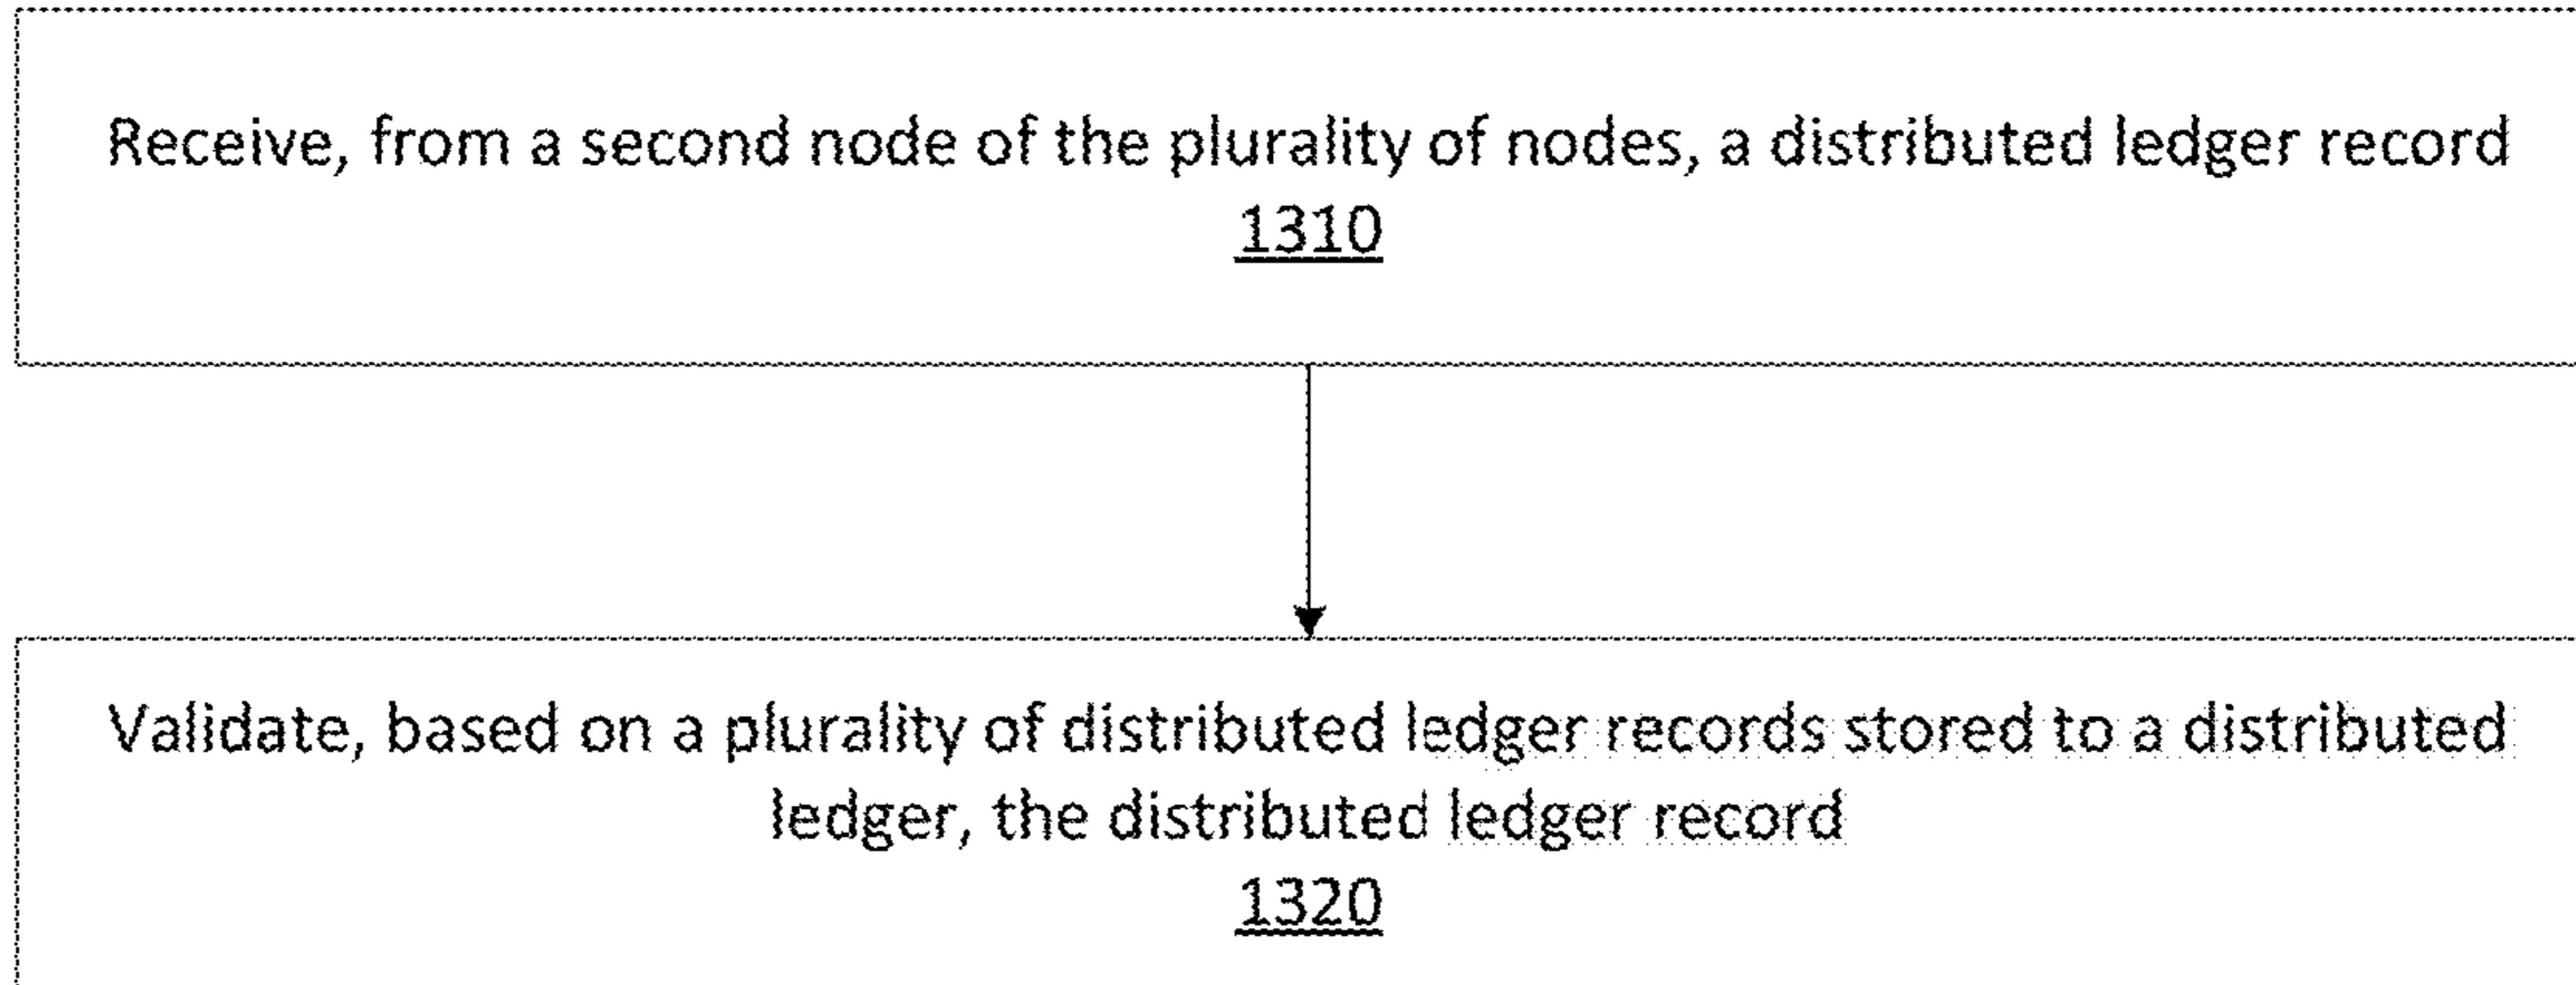 Receive, from a second node of the plurality of nodes, a distributed ledger record
1310
Validate, based on a plurality of distributed ledger records stored to a distributed
ledger, the distributed ledger record
1320